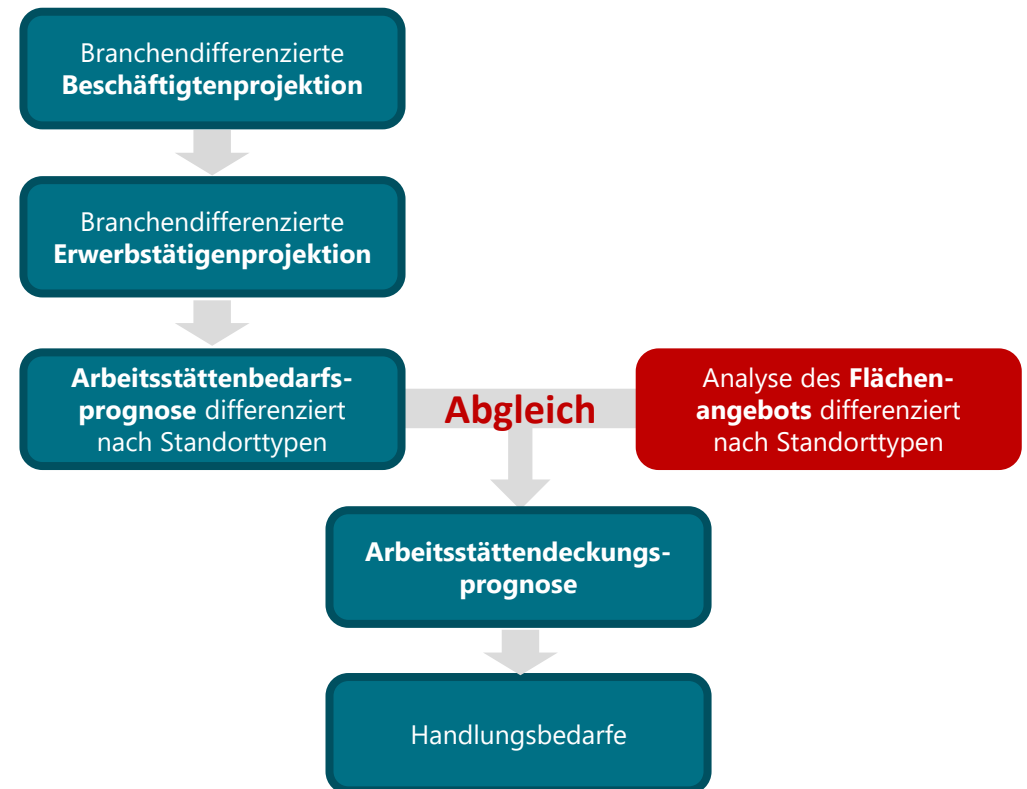 Branchendifferenzierte
Beschäftigtenprojektion
Branchendifferenzierte
Erwerbstätigenprojektion
Arbeitsstättenbedarfs-
prognose differenziert
nach Standorttypen
Abgleich
Analyse des Flächen-
angebots differenziert
nach Standorttypen
Arbeitsstättendeckungs-
prognose
Handlungsbedarfe